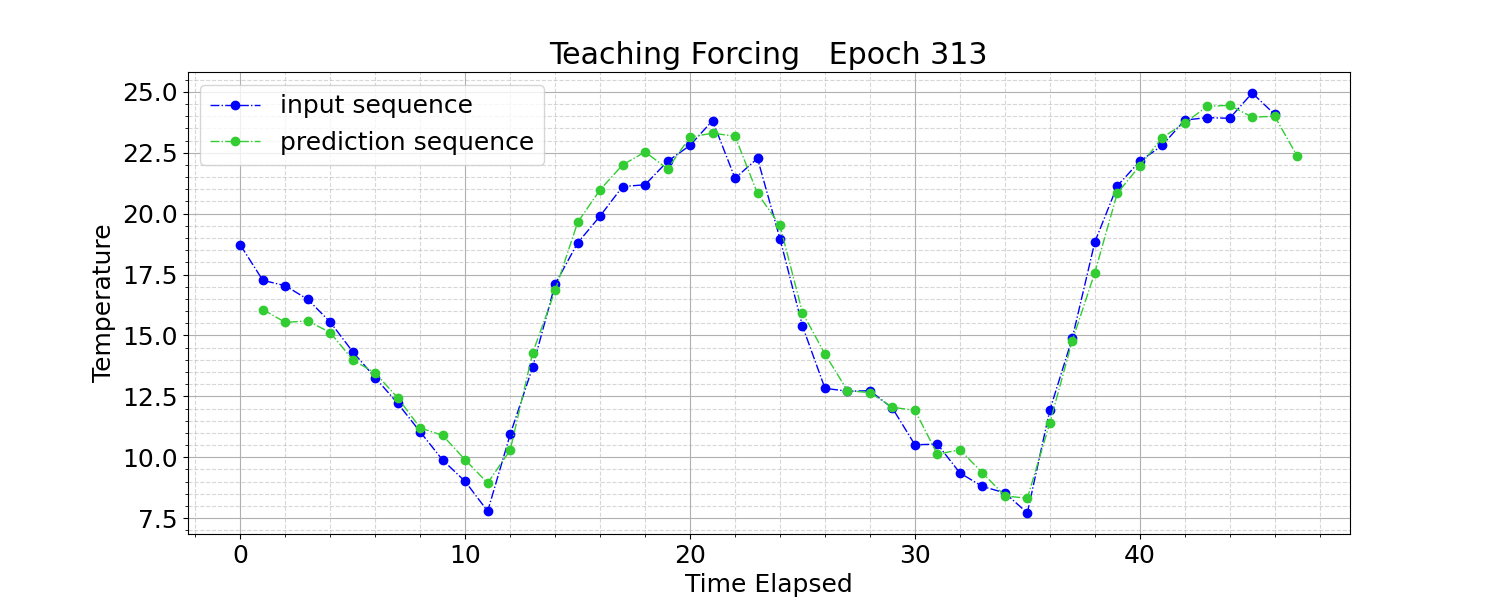 Teaching Forcing   Epoch 313
input sequence
prediction sequence
Temperature
25.0
22.5
20.0
17.5
15.0
12.5
10.0
7.5
0 10 20 30 40
Time Elapsed